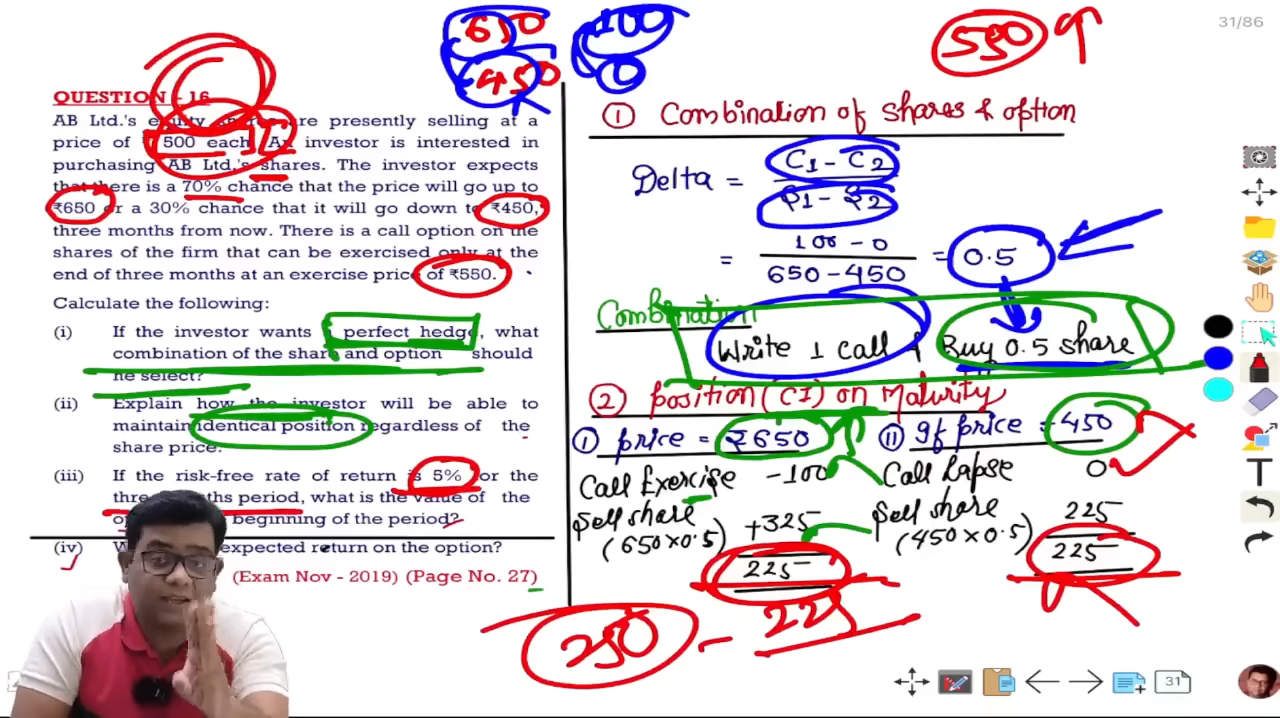 31/86
650
450
100
0
550
QUESTION - 16
AB Ltd.'s equity shares are presently selling at a
price of ₹500 each. An investor is interested in
purchasing AB Ltd.'s shares. The investor expects
that there is a 70% chance that the price will go up to
₹650 or a 30% chance that it will go down to ₹450,
three months from now. There is a call option on the
shares of the firm that can be exercised only at the
end of three months at an exercise price of ₹550.
Calculate the following:
(i) If the investor wants perfect hedge, what
combination of the share and option should
he select?
(ii) Explain how the investor will be able to
maintain identical position regardless of the
share price.
(iii) If the risk-free rate of return is 5% for the
three months period, what is the value of the
beginning of the period?
(iv) expected return on the option?
(Exam Nov - 2019) (Page No. 27)
① Combination of shares & option
Delta = C1 - C2
P1 - P2
= 100 - 0 = 0.5
650 - 450
Combination
Write 1 call & Buy 0.5 share
② position (CI) on Maturity
① price = ₹650
Call Exercise -100
Sell share +325
(650×0.5)
225
⑪ If price = 450
Call lapse 0
Sell share 225
(450×0.5)
225
250 - 225
31